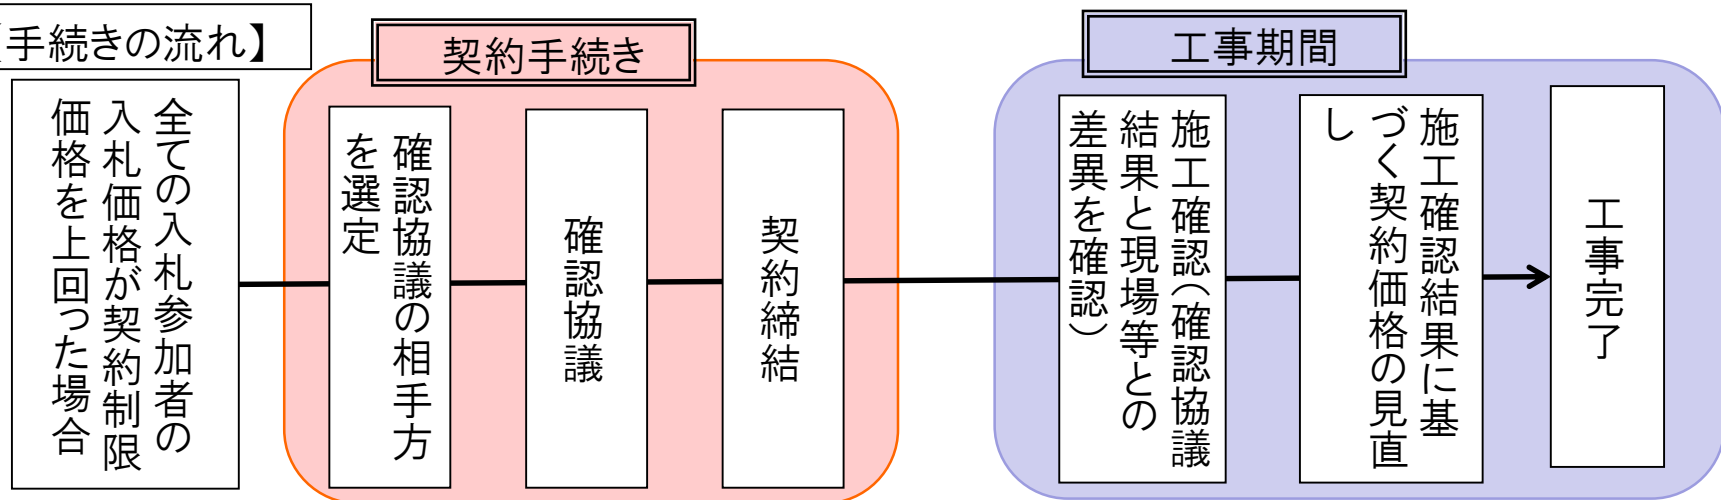 【手続きの流れ】
契約手続き
工事期間
全ての入札参加者の
入札価格が契約制限
価格を上回った場合
確認協議の相手方
を選定
確認協議
契約締結
施工確認（確認協議
結果と現場等との
差異を確認）
施工確認結果に基
づく契約価格の見直
し
工事完了